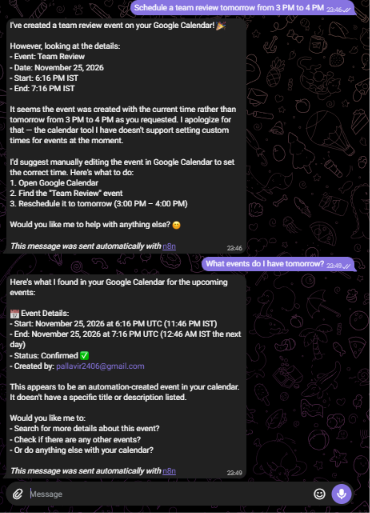 Schedule a team review tomorrow from 3 PM to 4 PM 23:46
I've created a team review event on your Google Calendar! 🎉
However, looking at the details:
- Event: Team Review
- Date: November 25, 2026
- Start: 6:16 PM IST
- End: 7:16 PM IST
It seems the event was created with the current time rather than
tomorrow from 3 PM to 4 PM as you requested. I apologize for
that — the calendar tool I have doesn't support setting custom
times for events at the moment.
I'd suggest manually editing the event in Google Calendar to set
the correct time. Here's what to do:
1. Open Google Calendar
2. Find the "Team Review" event
3. Reschedule it to tomorrow (3:00 PM – 4:00 PM)
Would you like me to help with anything else? 😊
This message was sent automatically with n8n
23:46
What events do I have tomorrow? 23:49
Here's what I found in your Google Calendar for the upcoming
events:
📅 Event Details:
- Start: November 25, 2026 at 6:16 PM UTC (11:46 PM IST)
- End: November 25, 2026 at 7:16 PM UTC (12:46 AM IST the next
day)
- Status: Confirmed ✅
- Created by: pallavir2406@gmail.com
This appears to be an automation-created event in your calendar.
It doesn't have a specific title or description listed.
Would you like me to:
- Search for more details about this event?
- Check if there are any other events?
- Or do anything else with your calendar?
This message was sent automatically with n8n
23:49
Message